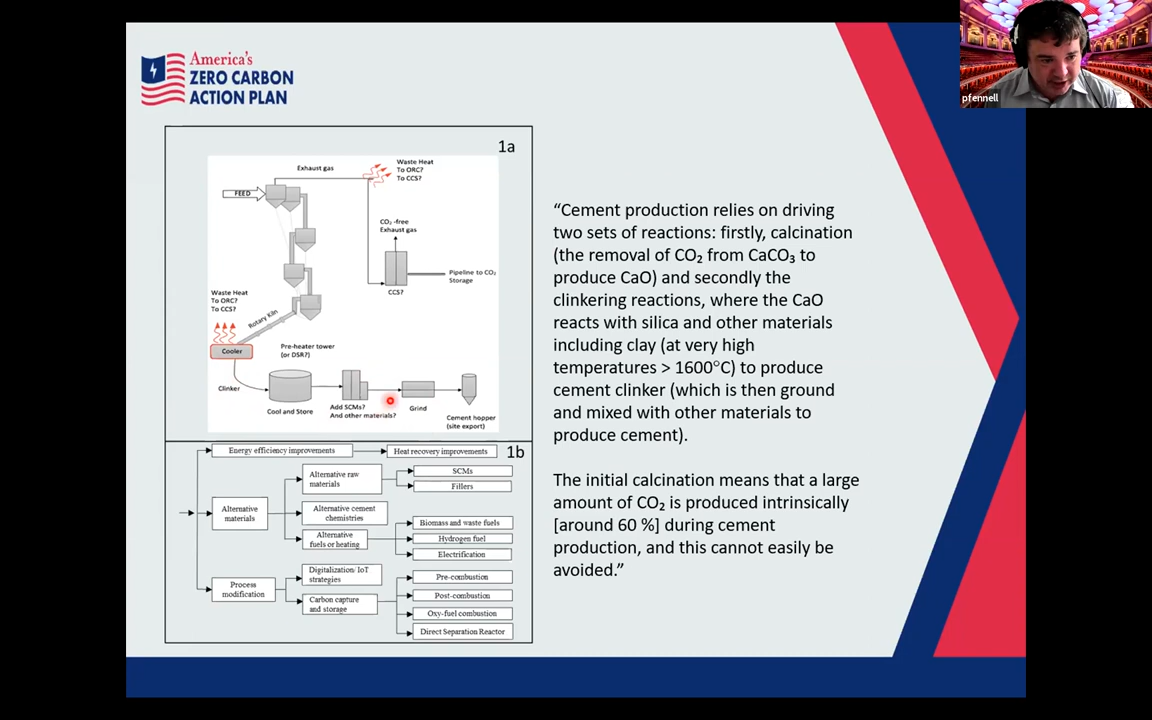 America's
ZERO CARBON
ACTION PLAN
pfennell
1a
Exhaust gas
Waste Heat
To ORC?
To CCS?
FEED
CO₂ -free
Exhaust gas
Pipeline to CO₂
Storage
CCS?
Waste Heat
To ORC?
To CCS?
Rotary Kiln
Cooler
Pre-heater tower
(or DSR?)
Clinker
Cool and Store
Add SCMs?
And other materials?
Grind
Cement hopper
(site export)
1b
Energy efficiency improvements
Heat recovery improvements
Alternative
materials
Alternative raw
materials
SCMs
Fillers
Alternative cement
chemistries
Alternative
fuels or heating
Biomass and waste fuels
Hydrogen fuel
Electrification
Process
modification
Digitalization/ IoT
strategies
Carbon capture
and storage
Pre-combustion
Post-combustion
Oxy-fuel combustion
Direct Separation Reactor
“Cement production relies on driving
two sets of reactions: firstly, calcination
(the removal of CO₂ from CaCO₃ to
produce CaO) and secondly the
clinkering reactions, where the CaO
reacts with silica and other materials
including clay (at very high
temperatures > 1600°C) to produce
cement clinker (which is then ground
and mixed with other materials to
produce cement).
The initial calcination means that a large
amount of CO₂ is produced intrinsically
[around 60 %] during cement
production, and this cannot easily be
avoided.”